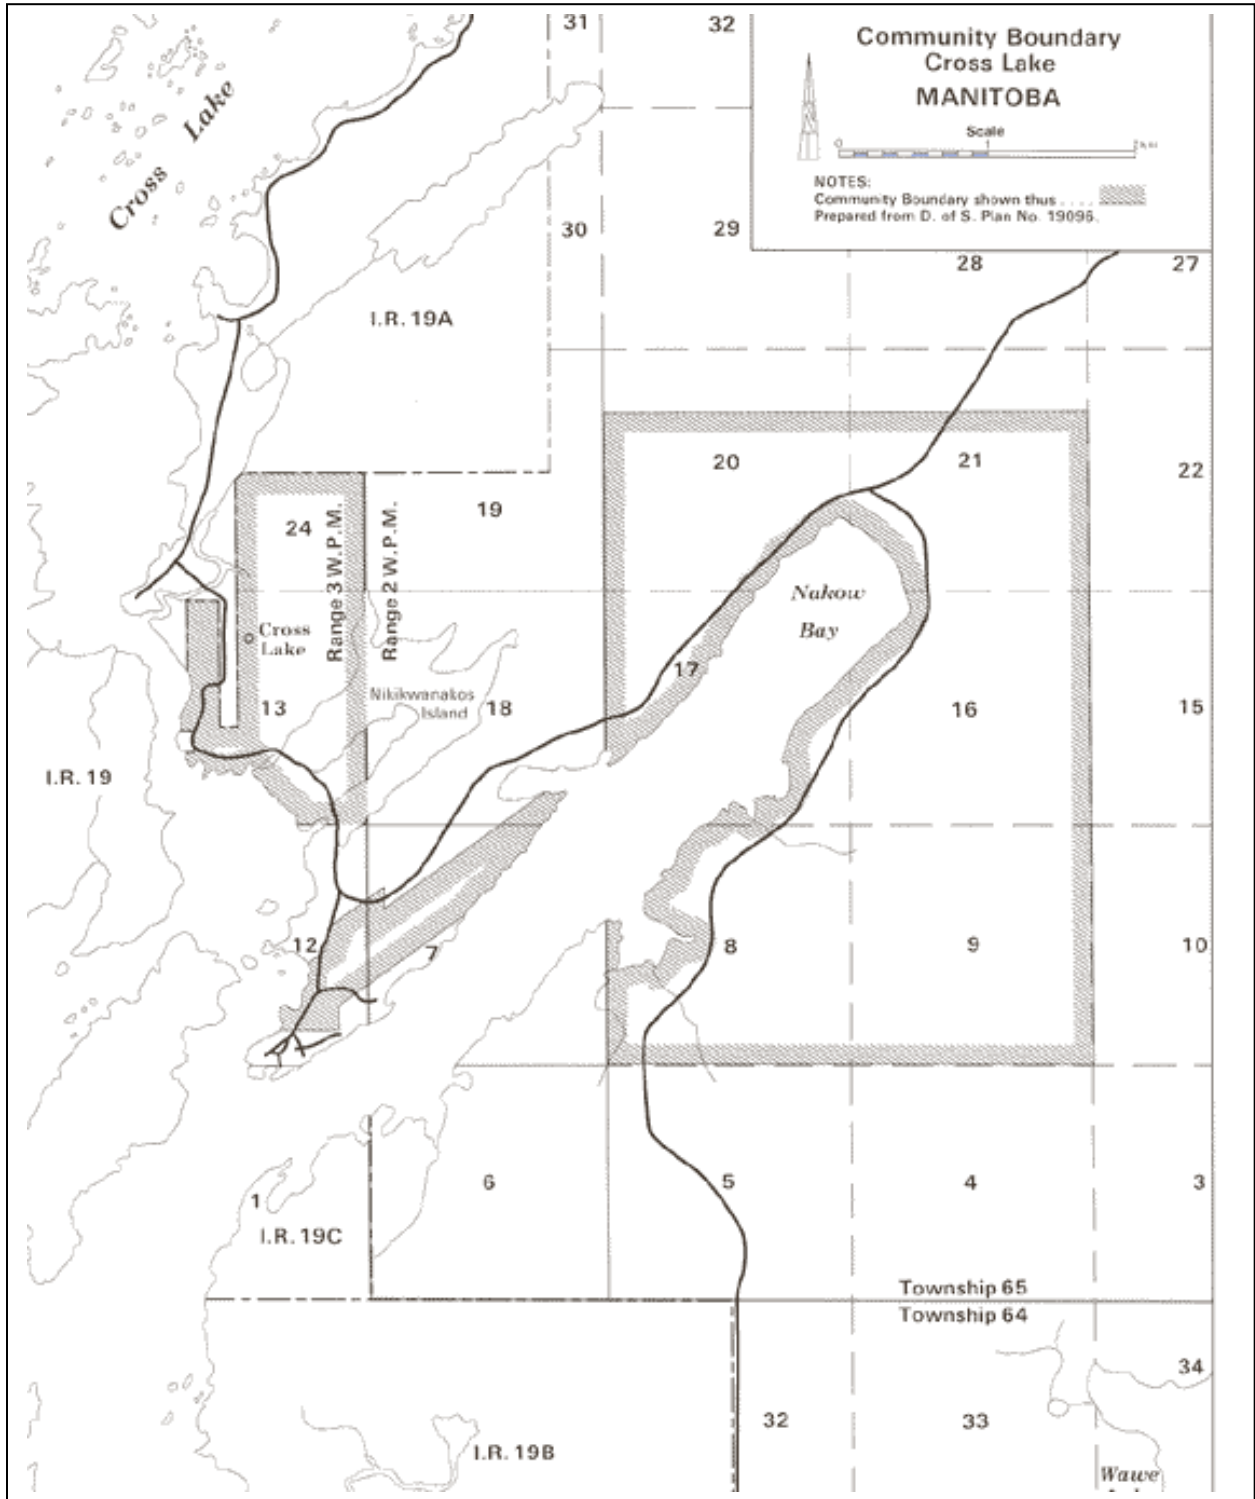 31
32
Community Boundary
Cross Lake
MANITOBA
Scale
0 1 2
NOTES:
Community Boundary shown thus . . . .
Prepared from D. of S. Plan No. 19096.
Cross Lake
30
29
28
27
I.R. 19A
20
21
22
24
19
Range 3 W.P.M.
Range 2 W.P.M.
Nakow
Bay
Cross
Lake
17
Nikikwanakos
Island
13
18
16
15
I.R. 19
12
7
8
9
10
1
6
5
4
3
I.R. 19C
Township 65
Township 64
34
32
33
I.R. 19B
Wawe